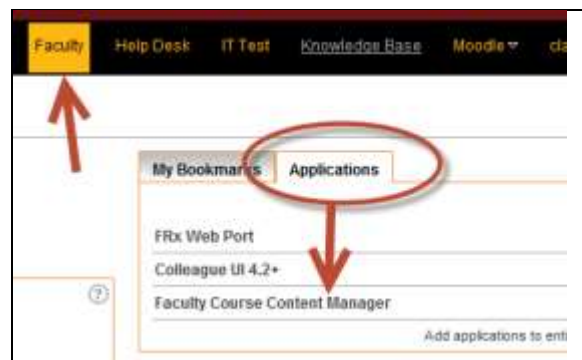 Faculty Help Desk IT Test Knowledge Base Moodle
My Bookmarks Applications
FRx Web Port
Colleague UI 4.2+
?
Faculty Course Content Manager
Add applications to